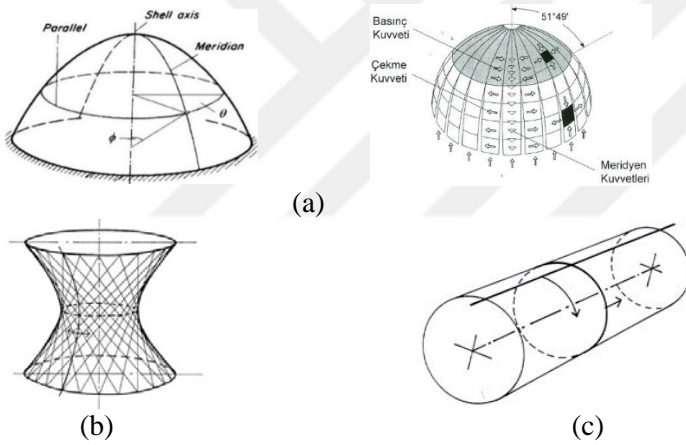 Shell axis
Parallel
Meridian
θ
ϕ
51°49'
Basınç
Kuvveti
Çekme
Kuvveti
Meridyen
Kuvvetleri
(a)
(b)
(c)